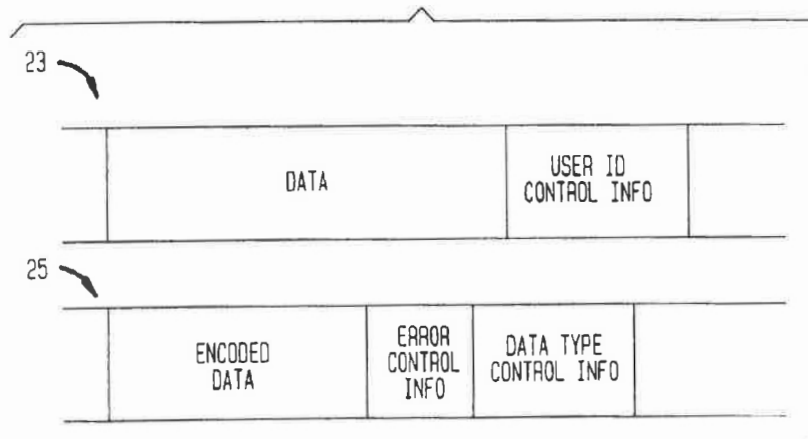 23
DATA
USER ID
CONTROL INFO
25
ENCODED
DATA
ERROR
CONTROL
INFO
DATA TYPE
CONTROL INFO